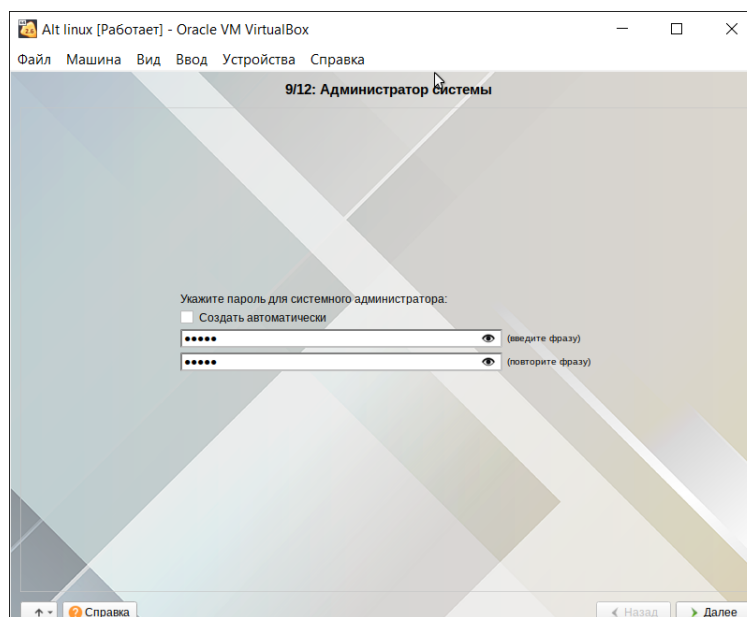 Alt linux [Работает] - Oracle VM VirtualBox
Файл Машина Вид Ввод Устройства Справка
9/12: Администратор системы
Укажите пароль для системного администратора:
Создать автоматически
••••• (введите фразу)
••••• (повторите фразу)
Справка Назад Далее